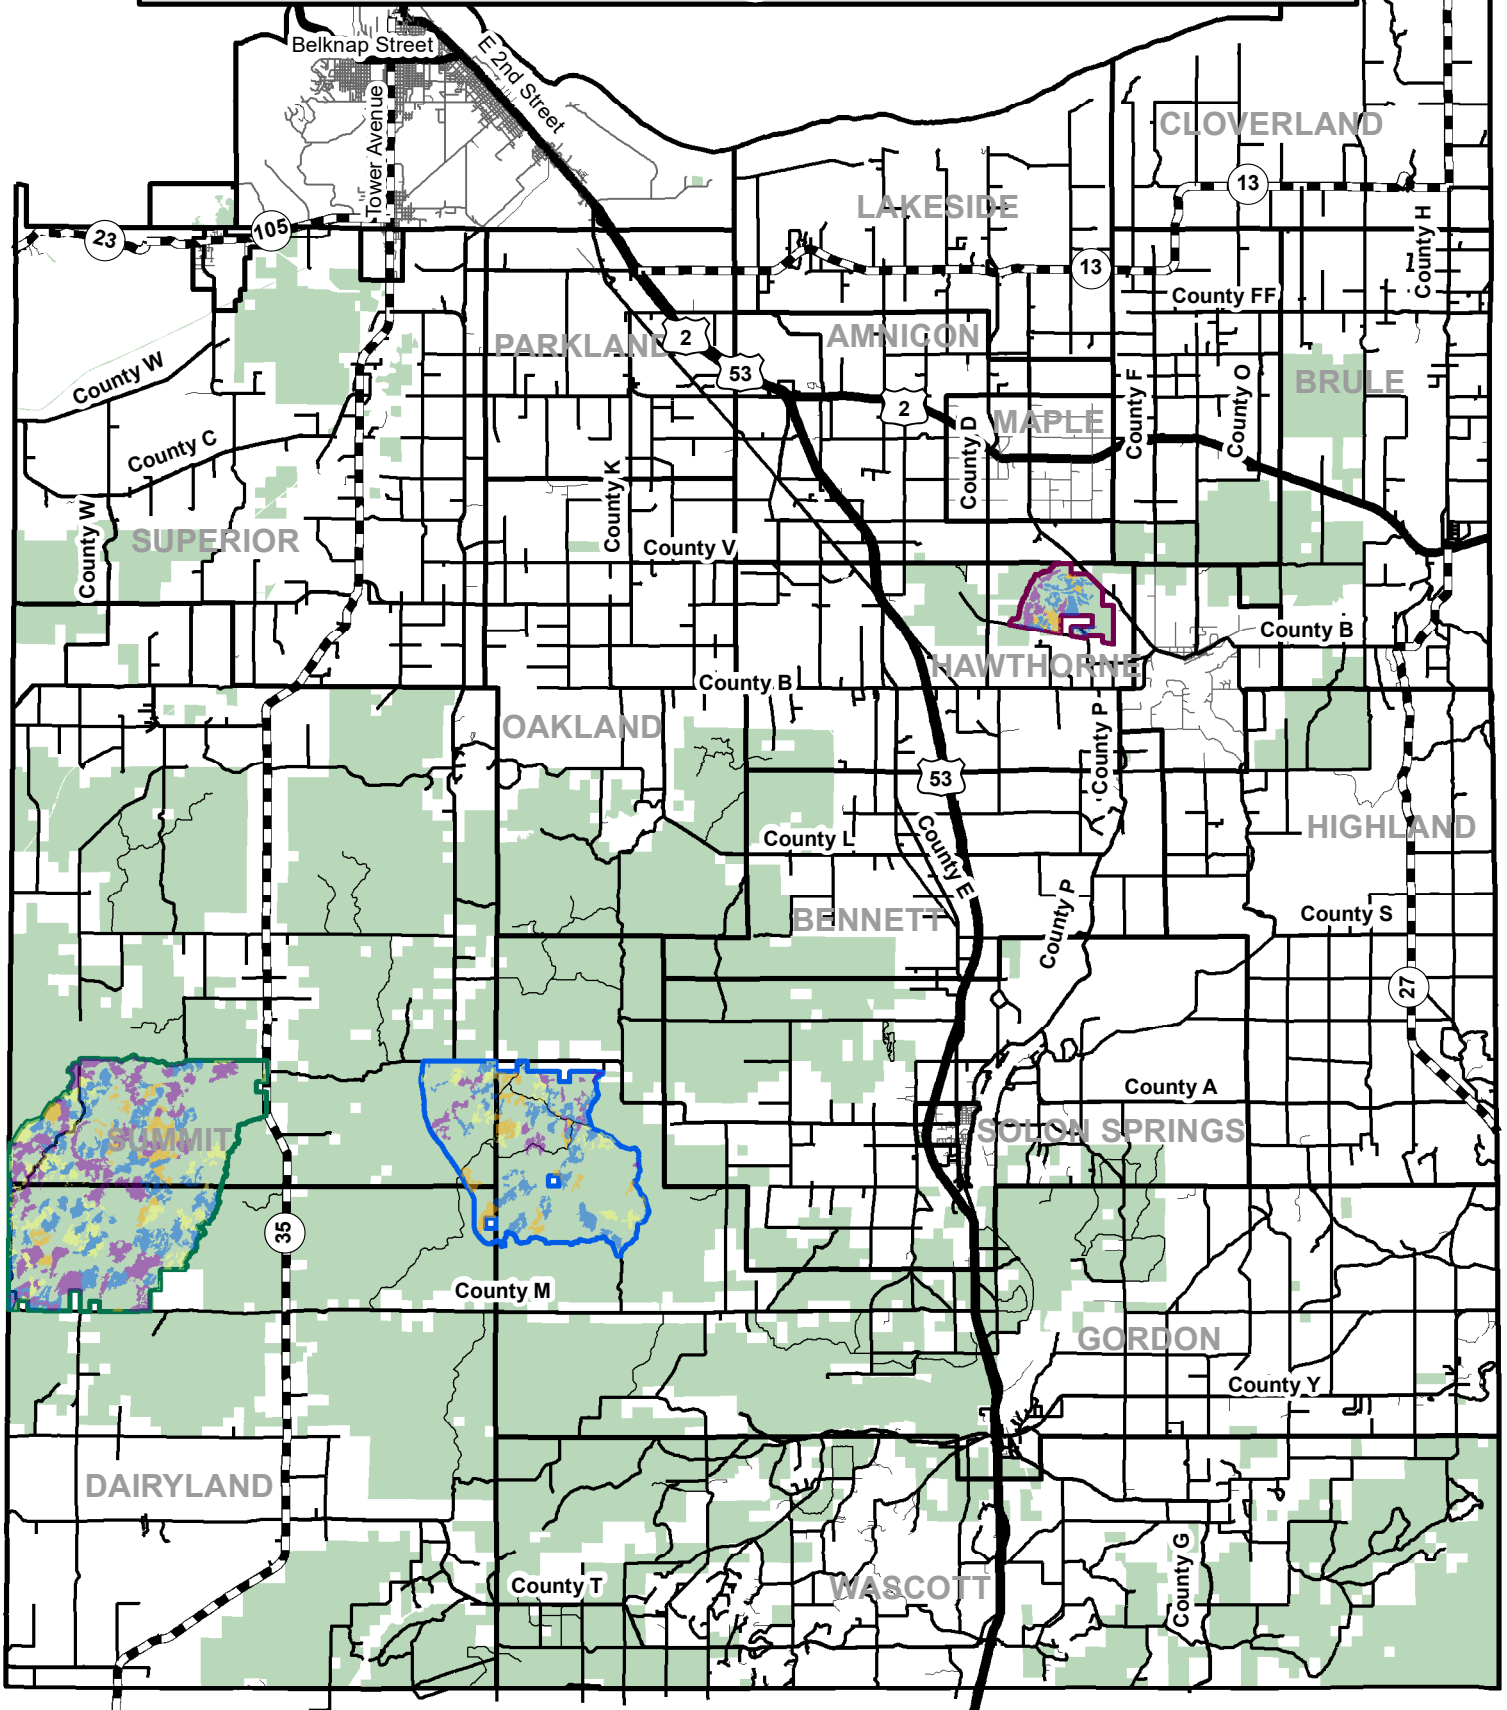 Belknap Street
E 2nd Street
Tower Avenue
CLOVERLAND
13
LAKESIDE
105
23
County H
13
County FF
PARKLAND
2
AMNICON
53
BRULE
County W
2
MAPLE
County F
County O
County D
County C
County K
County W
SUPERIOR
County V
County B
HAWTHORNE
County B
OAKLAND
County P
53
County L
County E
HIGHLAND
County P
BENNETT
County S
27
County A
SUMMIT
SOLON SPRINGS
35
County M
GORDON
County Y
DAIRYLAND
County G
County T
WASCOTT